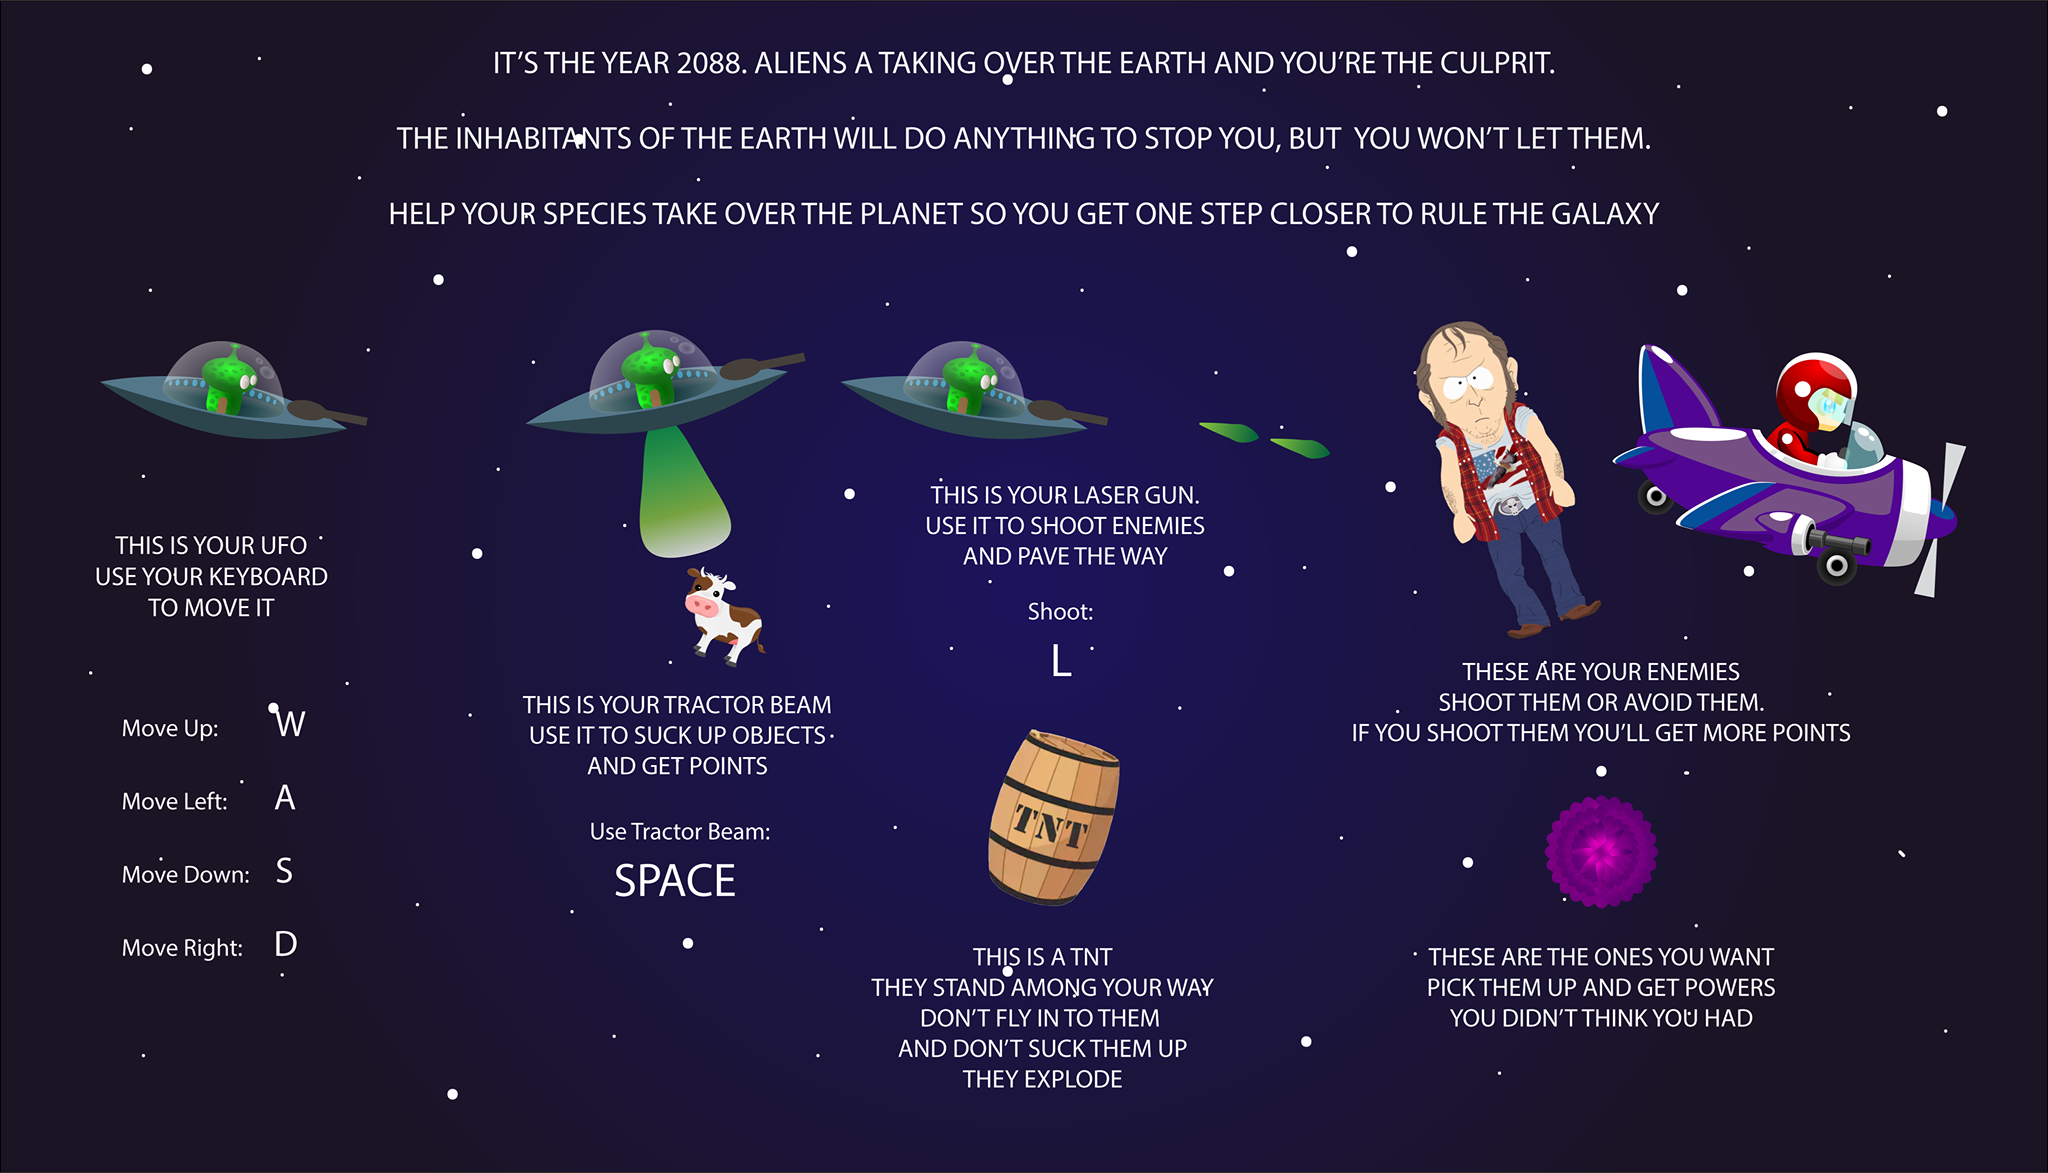 IT'S THE YEAR 2088. ALIENS A TAKING OVER THE EARTH AND YOU'RE THE CULPRIT.
THE INHABITANTS OF THE EARTH WILL DO ANYTHING TO STOP YOU, BUT YOU WON'T LET THEM.
HELP YOUR SPECIES TAKE OVER THE PLANET SO YOU GET ONE STEP CLOSER TO RULE THE GALAXY
THIS IS YOUR UFO
USE YOUR KEYBOARD
TO MOVE IT
Move Up: W
Move Left: A
Move Down: S
Move Right: D
THIS IS YOUR TRACTOR BEAM
USE IT TO SUCK UP OBJECTS
AND GET POINTS
Use Tractor Beam:
SPACE
THIS IS YOUR LASER GUN.
USE IT TO SHOOT ENEMIES
AND PAVE THE WAY
Shoot:
L
TNT
THIS IS A TNT
THEY STAND AMONG YOUR WAY
DON'T FLY IN TO THEM
AND DON'T SUCK THEM UP
THEY EXPLODE
THESE ARE YOUR ENEMIES
SHOOT THEM OR AVOID THEM.
IF YOU SHOOT THEM YOU'LL GET MORE POINTS
THESE ARE THE ONES YOU WANT
PICK THEM UP AND GET POWERS
YOU DIDN'T THINK YOU HAD